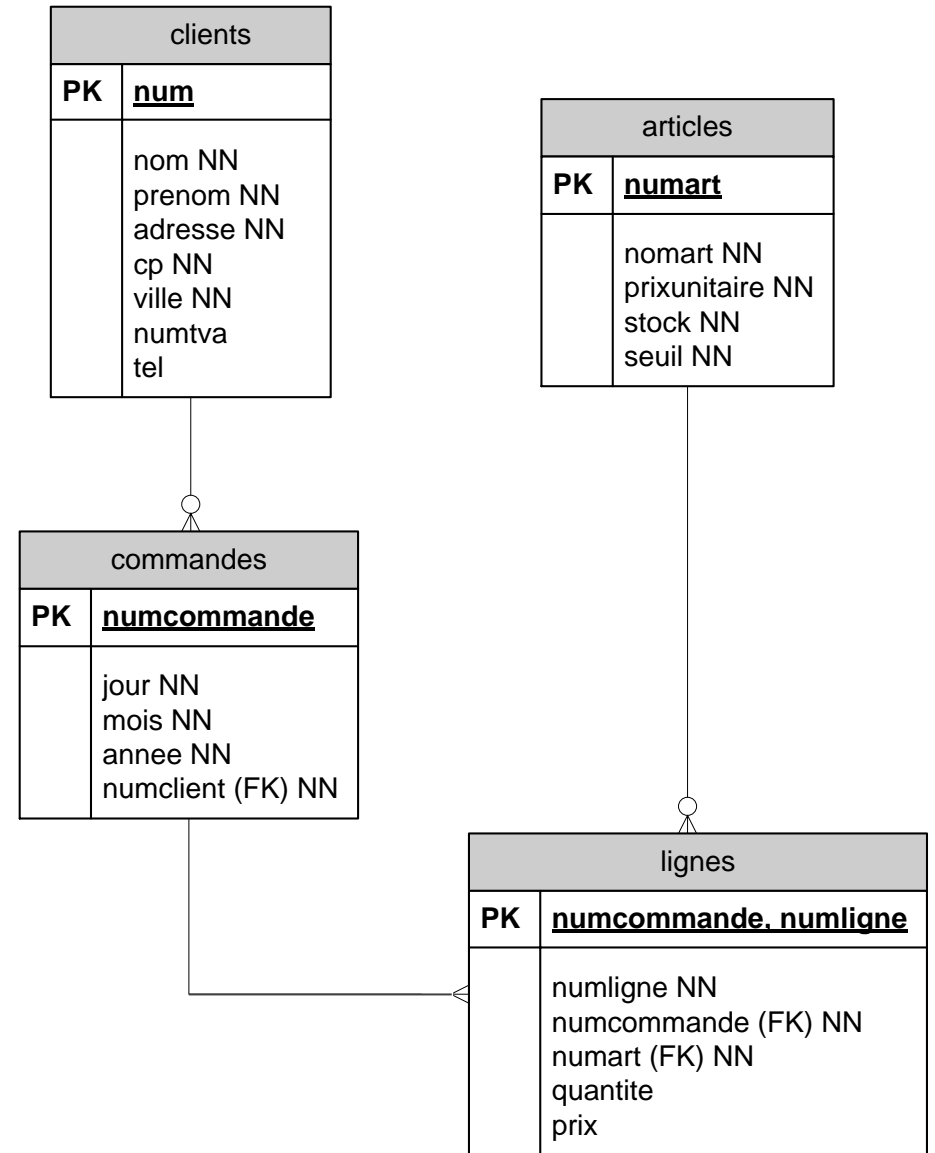 clients
PK num
nom NN
prenom NN
adresse NN
cp NN
ville NN
numtva
tel
articles
PK numart
nomart NN
prixunitaire NN
stock NN
seuil NN
commandes
PK numcommande
jour NN
mois NN
annee NN
numclient (FK) NN
lignes
PK numcommande, numligne
numligne NN
numcommande (FK) NN
numart (FK) NN
quantite
prix